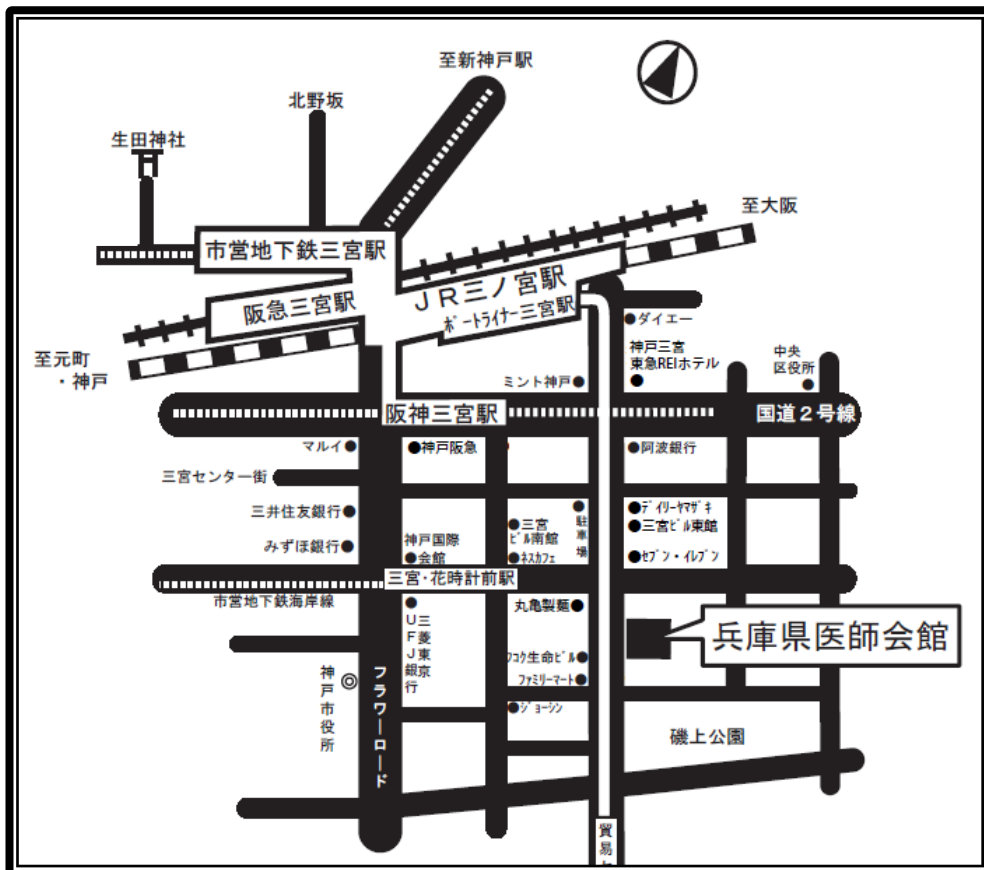 至新神戸駅
北野坂
生田神社
至大阪
市営地下鉄三宮駅
JR三ノ宮駅
阪急三宮駅
ポートライナー三宮駅
●ダイエー
至元町
・神戸
神戸三宮
東急REIホテル
●
中央
区役所
●
ミント神戸●
阪神三宮駅
国道2号線
マルイ●
●神戸阪急
●阿波銀行
三宮センター街
三井住友銀行●
●デイリーヤマザキ
●三宮
ビル南館
駐車場
●三宮ビル東館
みずほ銀行●
神戸国際
●会館
●ネスカフェ
●セブン・イレブン
三宮・花時計前駅
市営地下鉄海岸線
丸亀製麺●
三菱東京
UFJ銀行
兵庫県医師会館
フコク生命ビル●
ファミリーマート●
神戸市役所
◎
フラワーロード
●ジョーシン
磯上公園
貿易